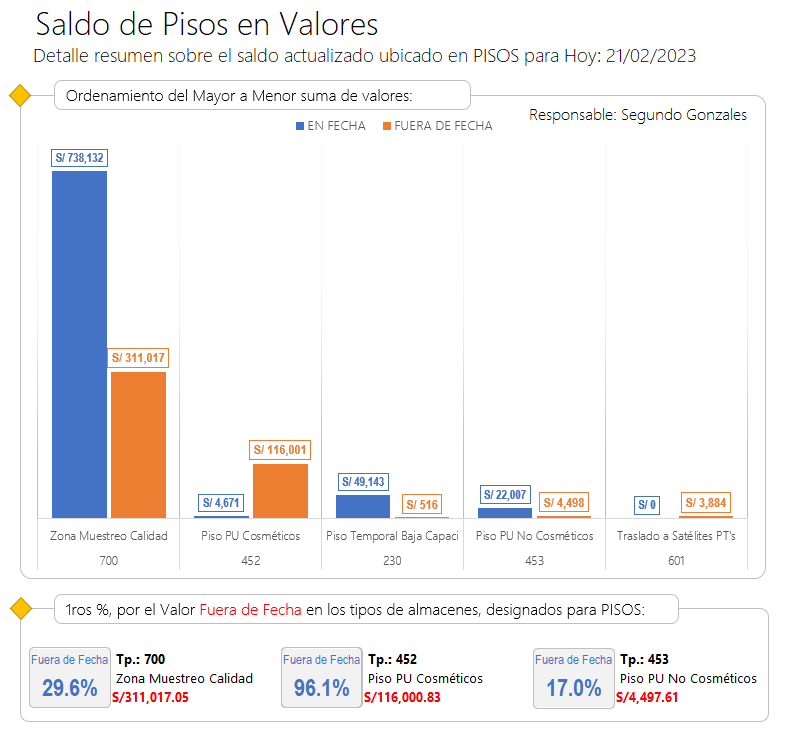 Saldo de Pisos en Valores
Detalle resumen sobre el saldo actualizado ubicado en PISOS para Hoy: 21/02/2023
Ordenamiento del Mayor a Menor suma de valores:
Responsable: Segundo Gonzales
EN FECHA FUERA DE FECHA
S/ 738,132
S/ 311,017
S/ 4,671
S/ 116,001
S/ 49,143
S/ 516
S/ 22,007
S/ 4,498
S/ 0
S/ 3,884
Zona Muestreo Calidad Piso PU Cosméticos Piso Temporal Baja Capaci Piso PU No Cosméticos Traslado a Satélites PT's
700 452 230 453 601
1ros %, por el Valor Fuera de Fecha en los tipos de almacenes, designados para PISOS:
Fuera de Fecha
29.6%
Tp.: 700
Zona Muestreo Calidad
S/311,017.05
Fuera de Fecha
96.1%
Tp.: 452
Piso PU Cosméticos
S/116,000.83
Fuera de Fecha
17.0%
Tp.: 453
Piso PU No Cosméticos
S/4,497.61